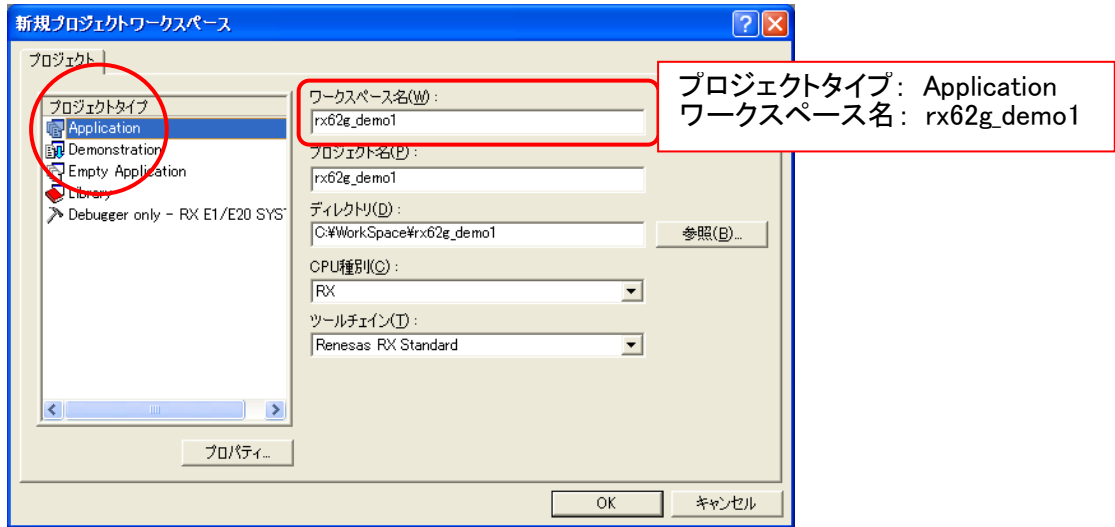 新規プロジェクトワークスペース
プロジェクト
プロジェクトタイプ
Application
Demonstration
Empty Application
Library
Debugger only - RX E1/E20 SYS
プロパティ...
ワークスペース名(W):
rx62g_demo1
プロジェクト名(P):
rx62g_demo1
ディレクトリ(D):
C:¥WorkSpace¥rx62g_demo1
参照(B)...
CPU種別(C):
RX
ツールチェイン(T):
Renesas RX Standard
OK
キャンセル
プロジェクトタイプ: Application
ワークスペース名: rx62g_demo1